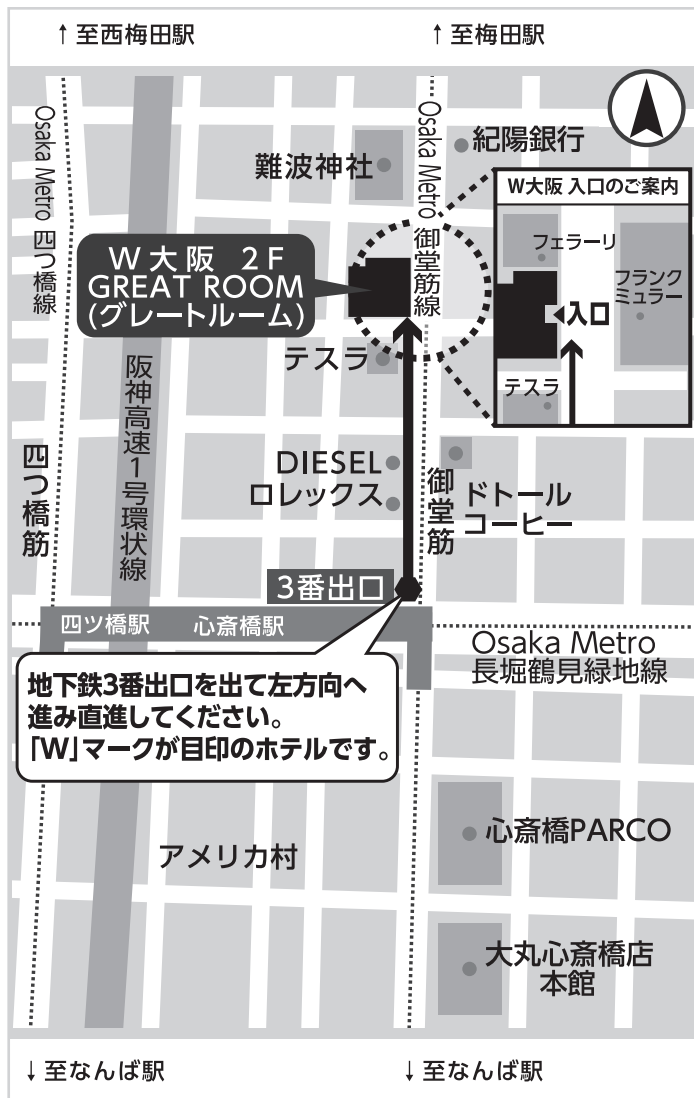 ↑至西梅田駅
↑至梅田駅
Osaka Metro 四つ橋線
Osaka Metro 御堂筋線
紀陽銀行
難波神社
W大阪 入口のご案内
フェラーリ
フランク
ミュラー
入口
テスラ
W大阪 2F
GREAT ROOM
(グレートルーム)
テスラ
阪神高速1号環状線
四つ橋筋
DIESEL
ロレックス
御堂筋
ドトール
コーヒー
3番出口
四ツ橋駅
心斎橋駅
Osaka Metro
長堀鶴見緑地線
地下鉄3番出口を出て左方向へ
進み直進してください。
「W」マークが目印のホテルです。
心斎橋PARCO
アメリカ村
大丸心斎橋店
本館
↓至なんば駅
↓至なんば駅